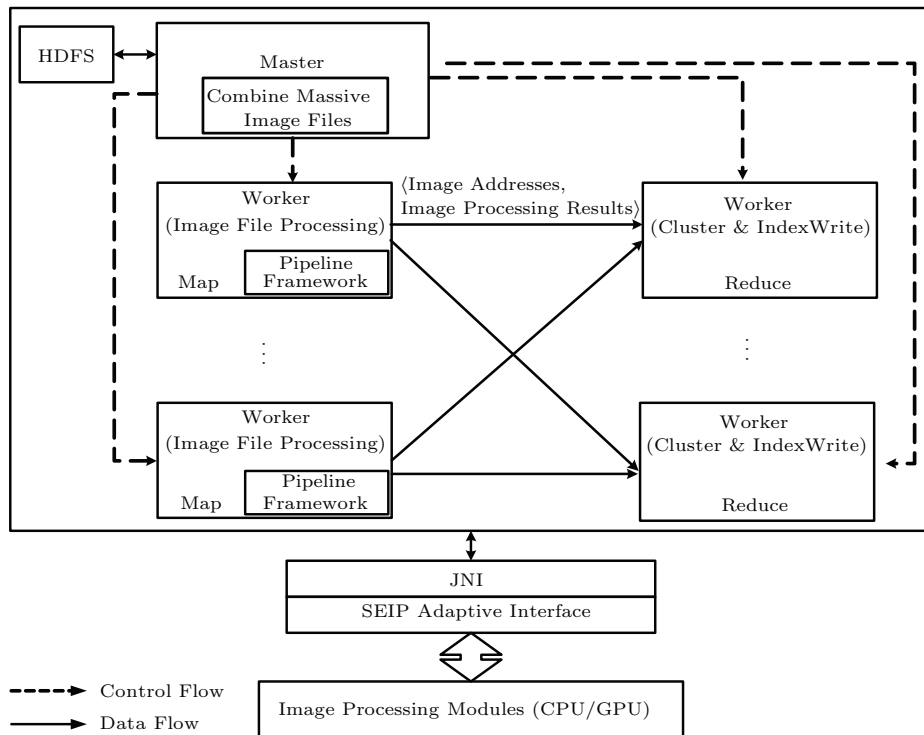 HDFS
Master
Combine Massive
Image Files
Worker
(Image File Processing)
Pipeline
Framework
Map
⟨Image Addresses,
Image Processing Results⟩
Worker
(Cluster & IndexWrite)
Reduce
Worker
(Image File Processing)
Pipeline
Framework
Map
Worker
(Cluster & IndexWrite)
Reduce
JNI
SEIP Adaptive Interface
Control Flow
Data Flow
Image Processing Modules (CPU/GPU)